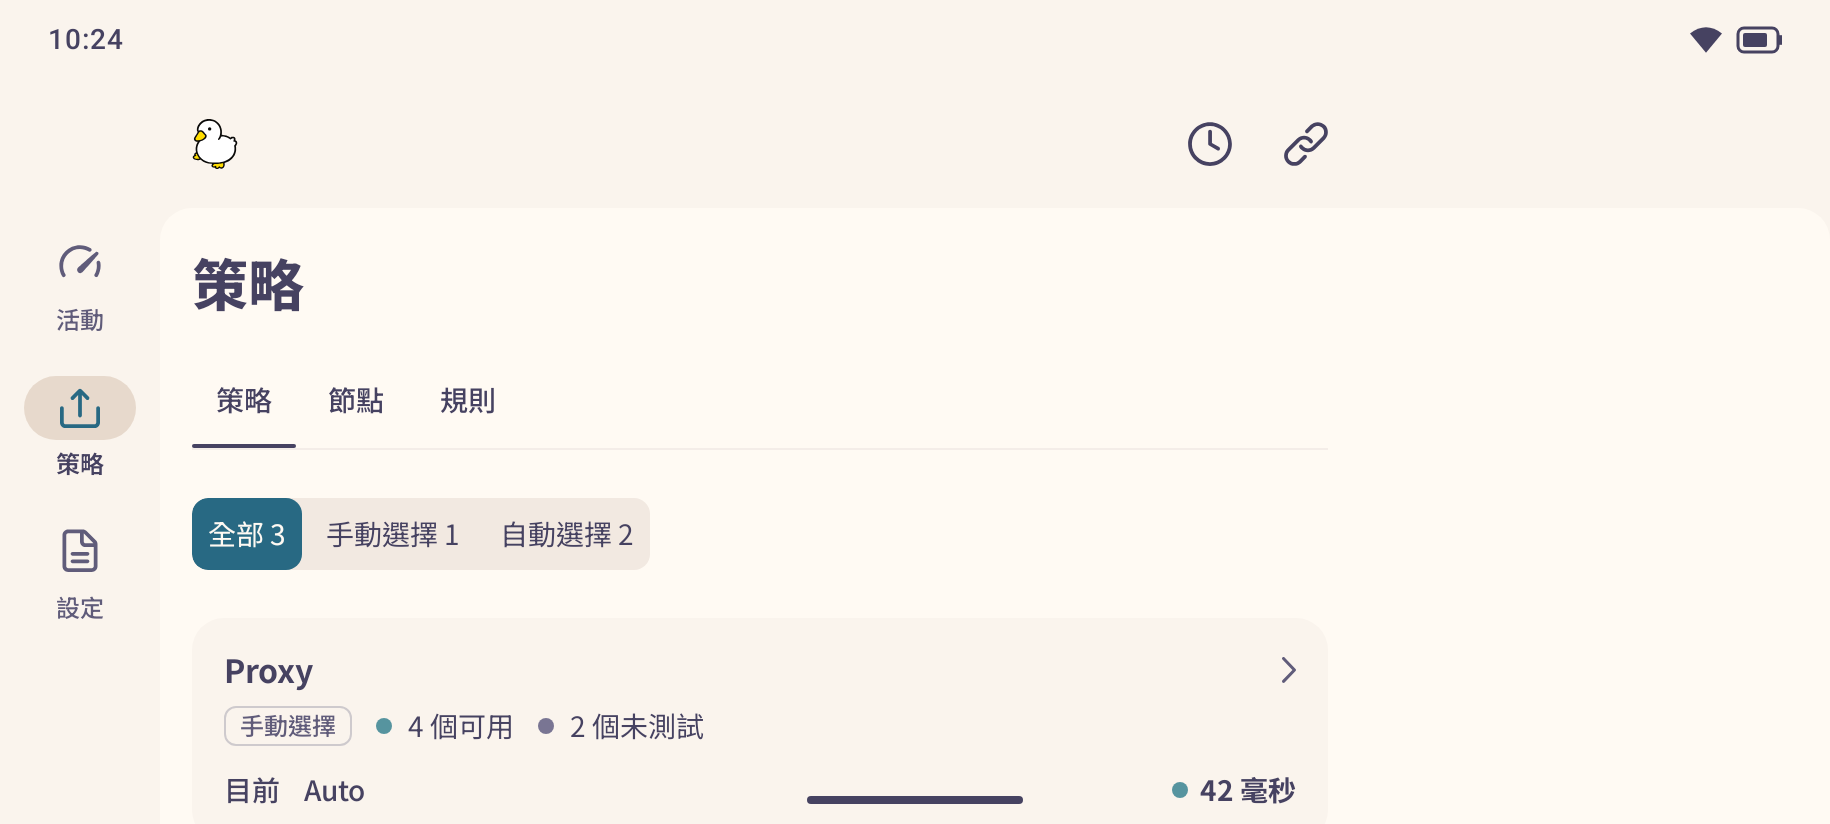 10:24
活動
策略
設定
策略
策略 節點 規則
全部 3 手動選擇 1 自動選擇 2
Proxy
手動選擇 4 個可用 2 個未測試
目前 Auto 42 毫秒